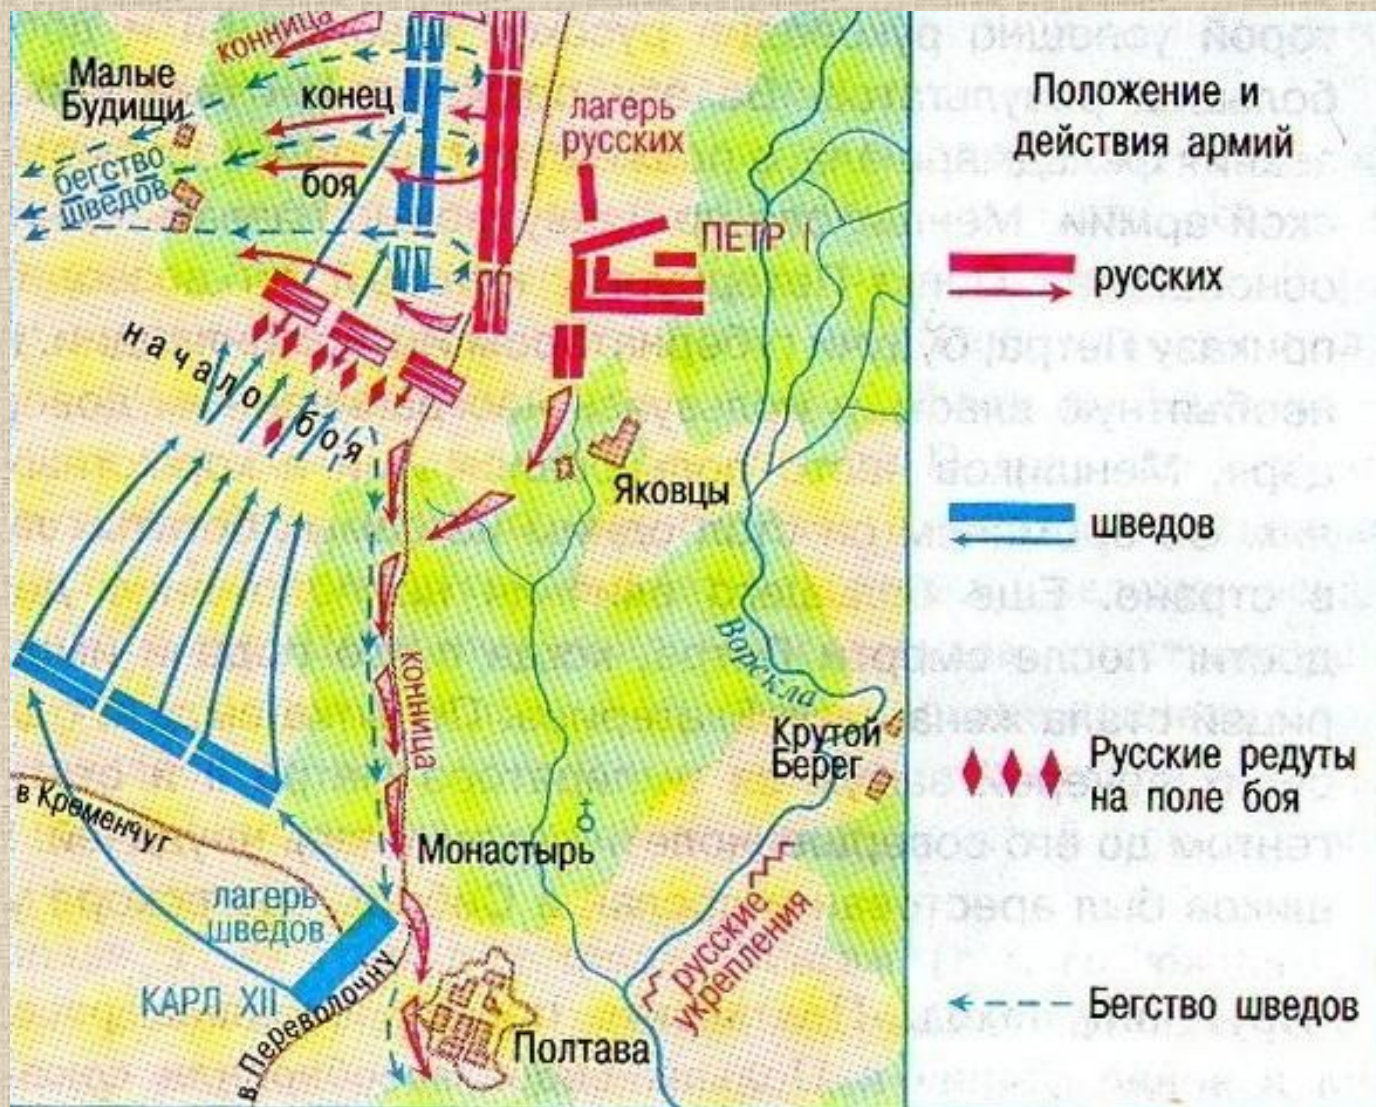 конница
Малые
Будищи
конец
боя
бегство
шведов
лагерь
русских
ПЕТР I
начало боя
Яковцы
конница
Ворскла
Крутой
Берег
в Кременчуг
Монастырь
лагерь
шведов
КАРЛ XII
в Переволочну
русские
укрепления
Полтава
Положение и
действия армий
русских
шведов
Русские редуты
на поле боя
Бегство шведов